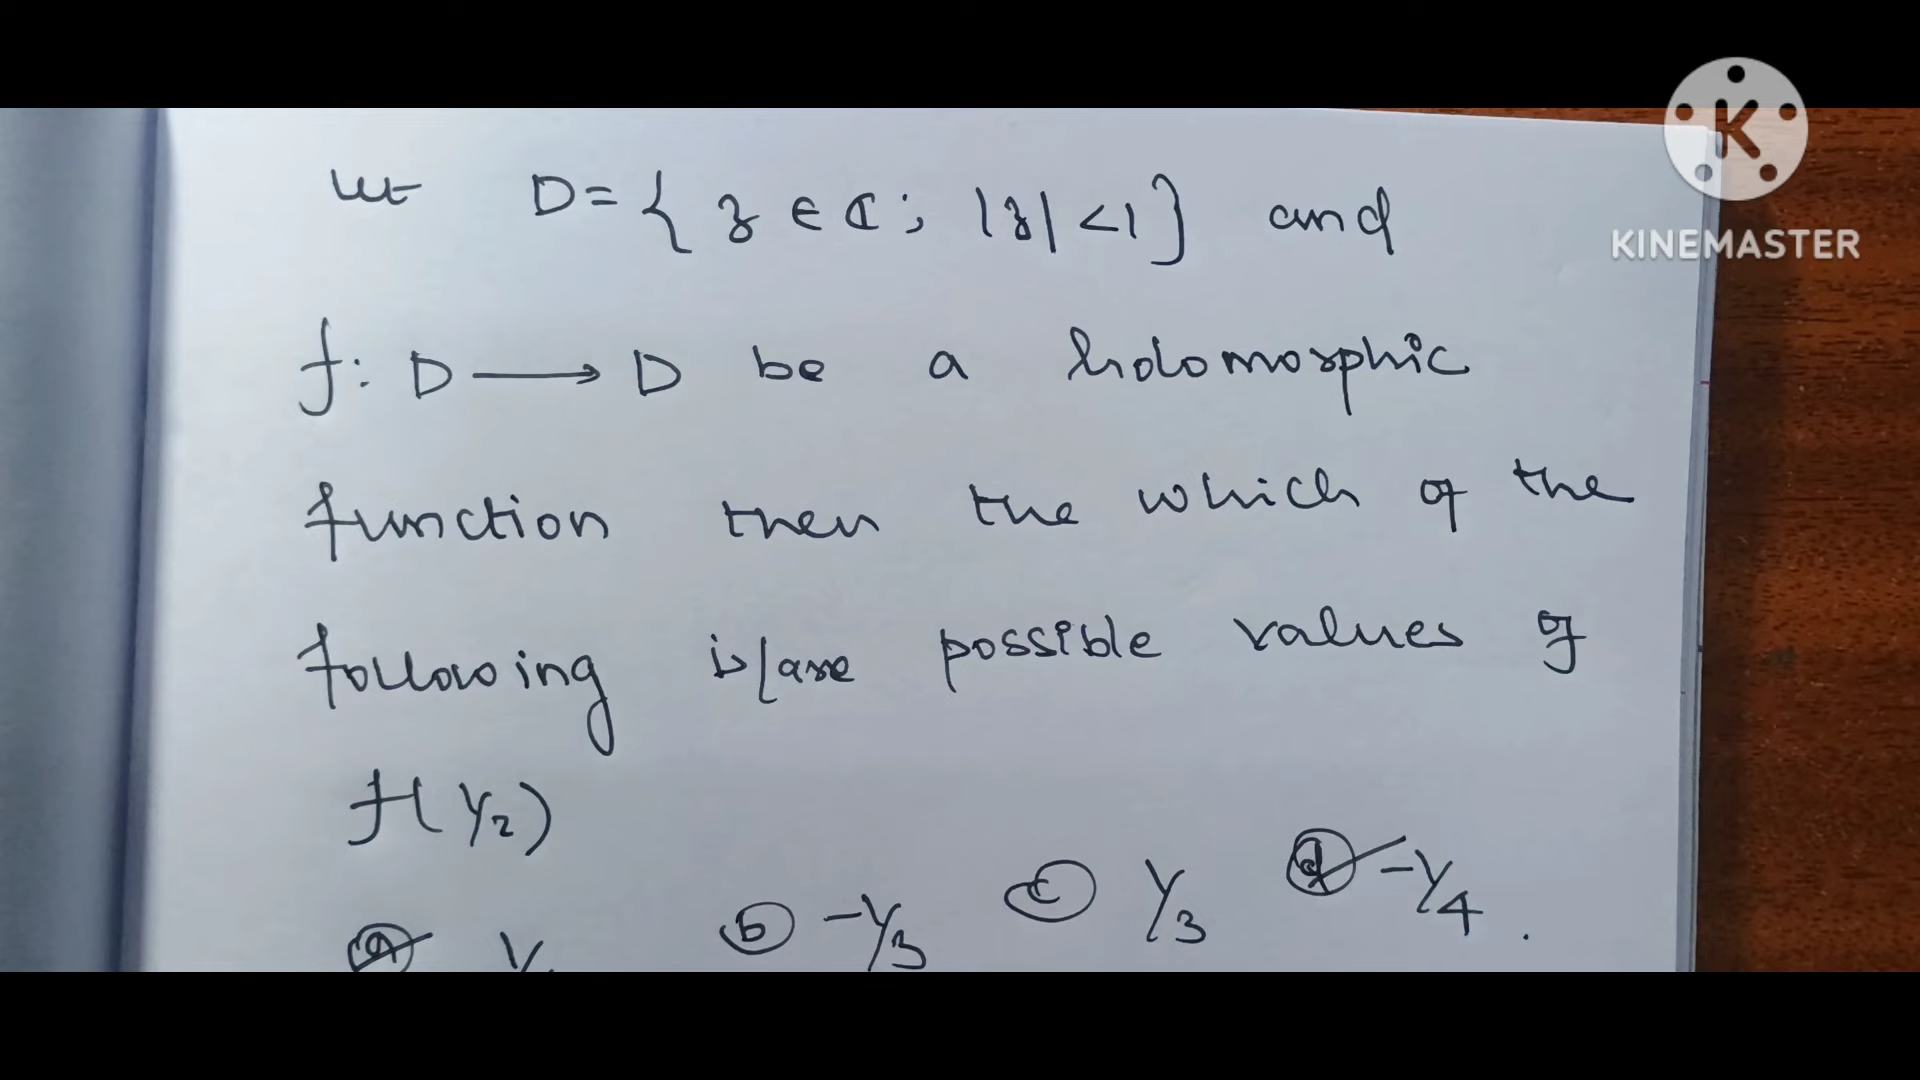 let D = { z ∈ ℂ ; |z| < 1 } and
KINEMASTER
f : D ⟶ D be a holomorphic
function then the which of the
following is/are possible values of
f(1/2)
(a) (b) -1/3 (c) 1/3 (d) -1/4 .